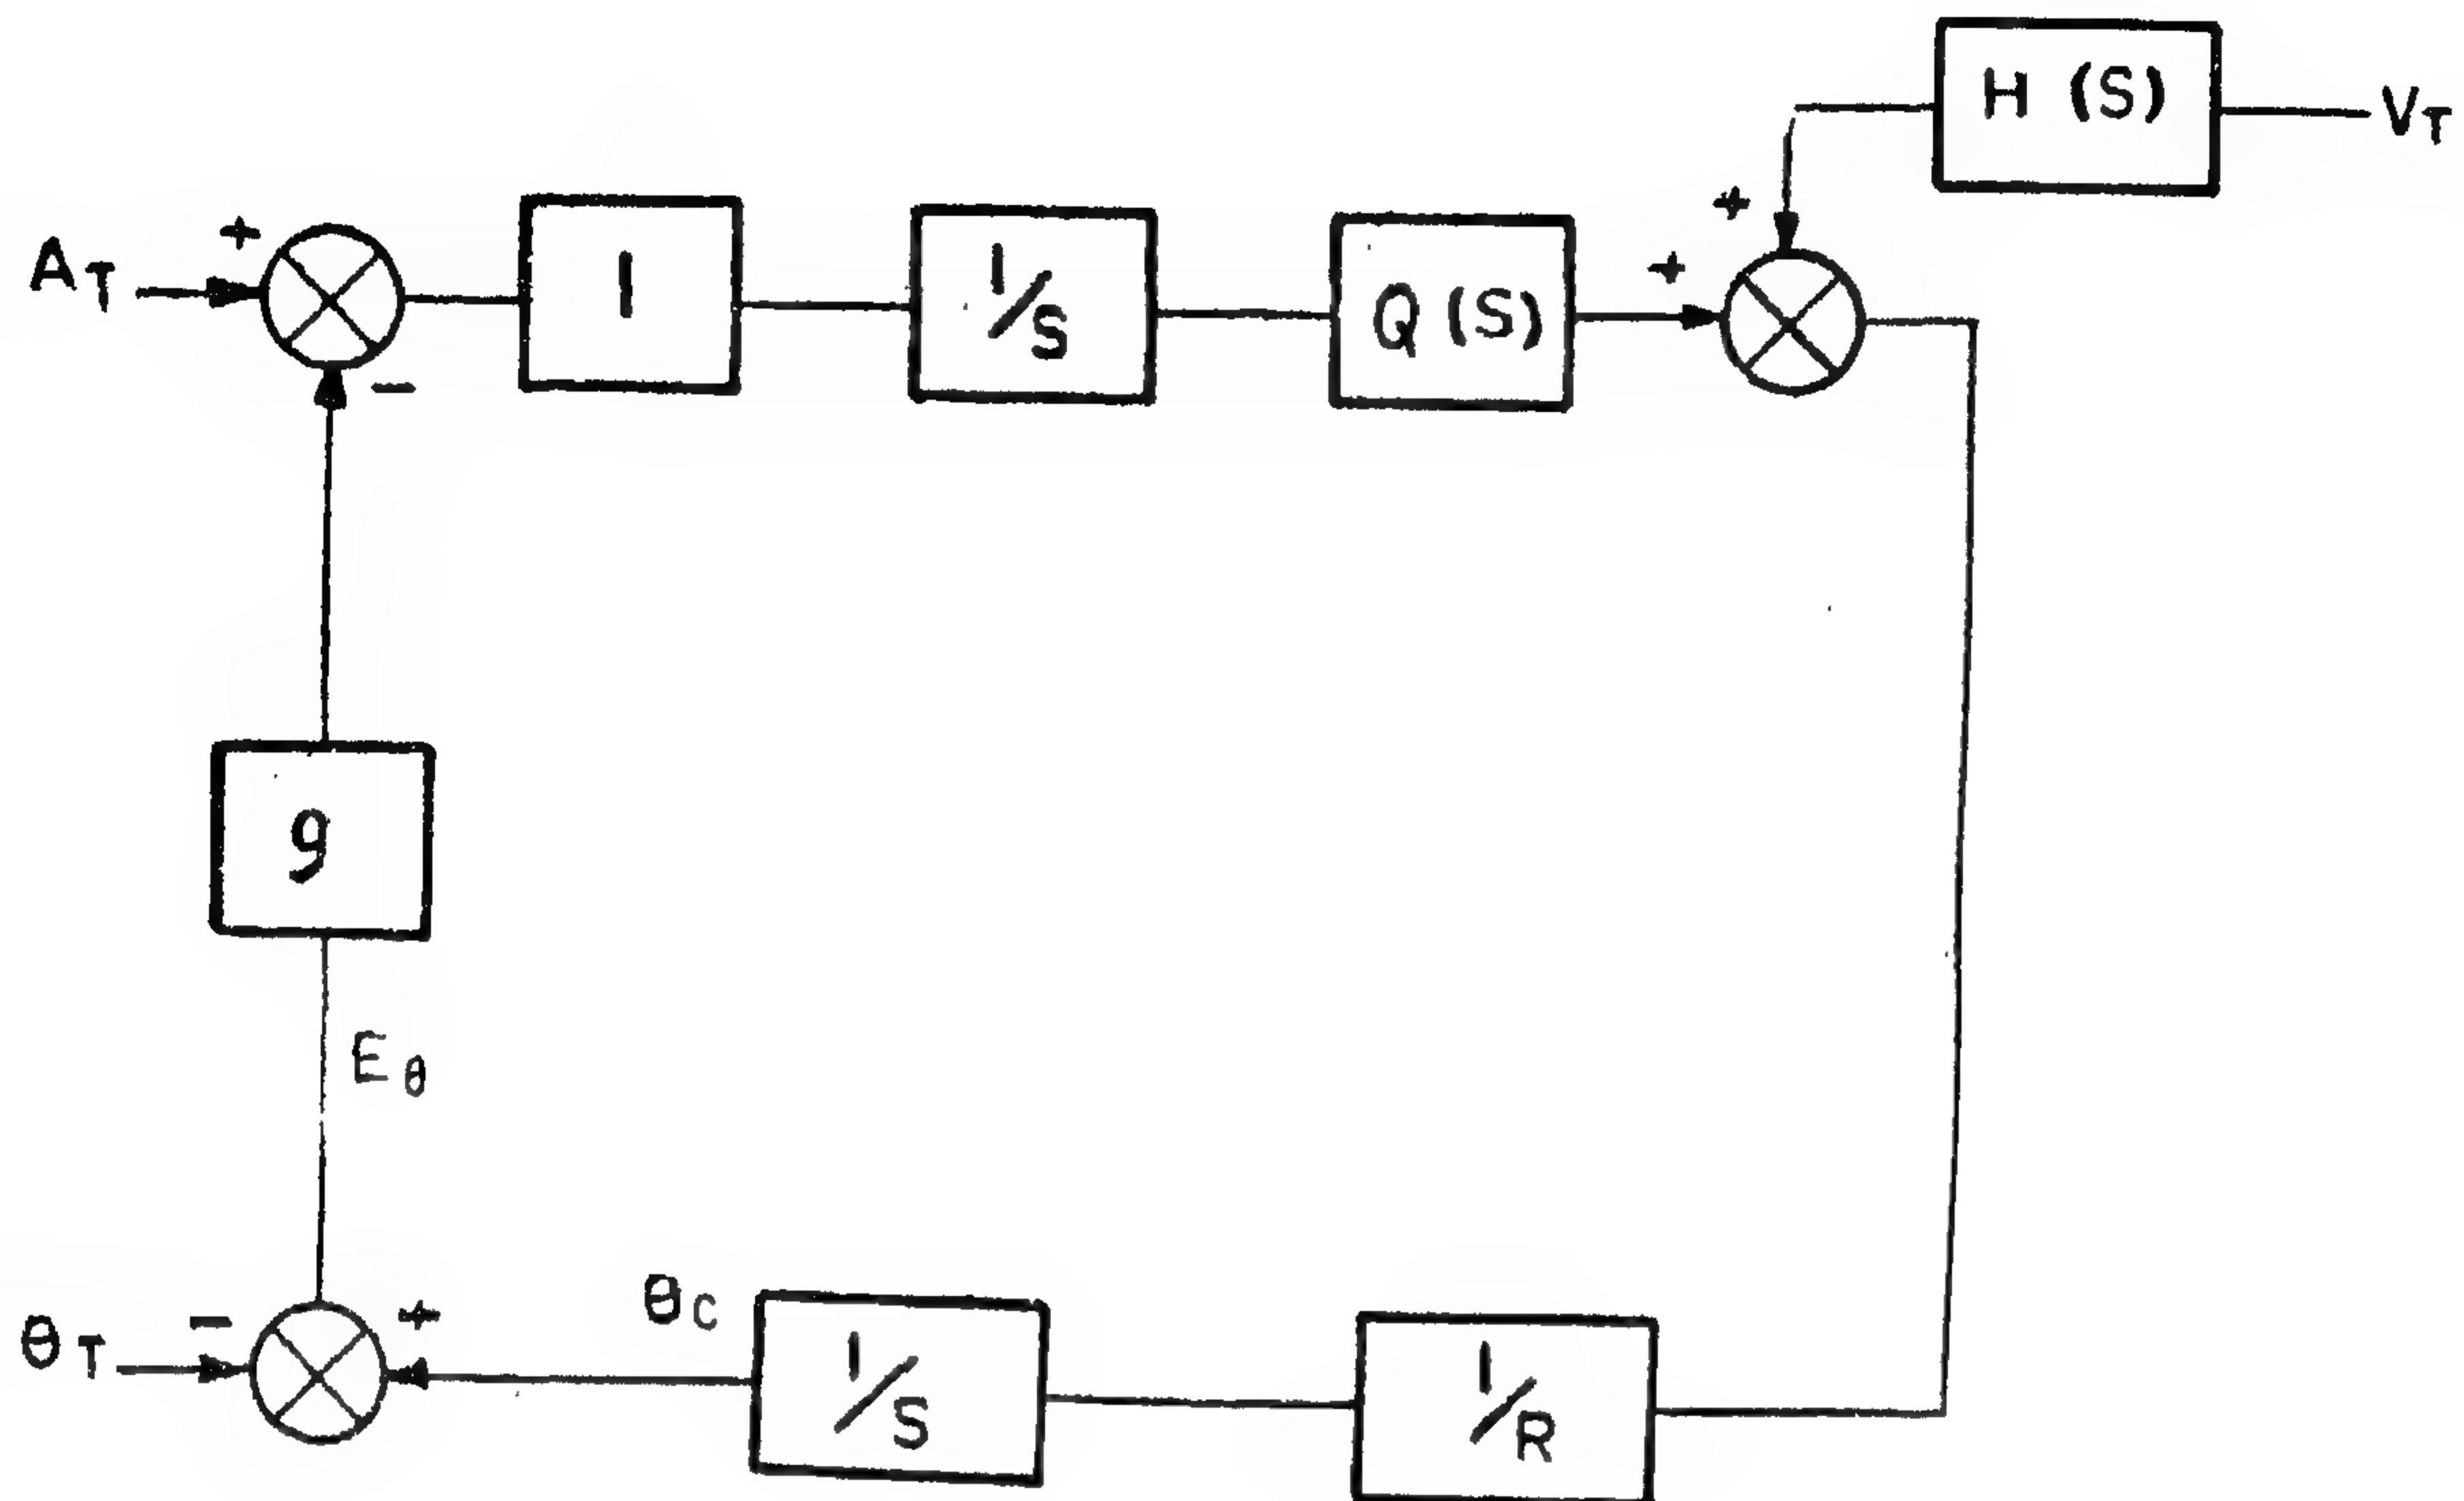 H (S)
V_T
+
A_T
+
1
1/S
Q (S)
+
−
g
E_θ
θ_T
−
+
θ_C
1/S
1/R